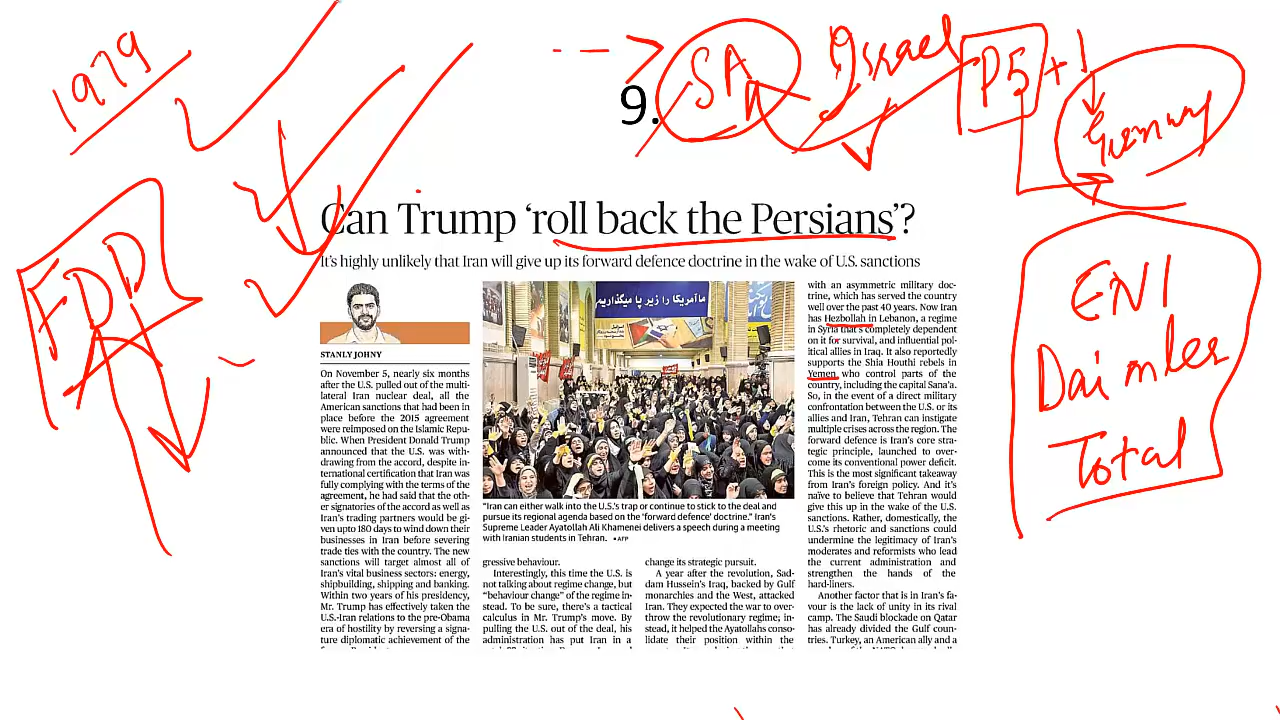 1979
9.
SA
Israel
P5 + 1
Germany
FDD
ENI
Daimler
Total
Can Trump ‘roll back the Persians’?
It’s highly unlikely that Iran will give up its forward defence doctrine in the wake of U.S. sanctions
STANLY JOHNY
On November 5, nearly six months
after the U.S. pulled out of the multi-
lateral Iran nuclear deal, all the
American sanctions that had been in
place before the 2015 agreement
were reimposed on the Islamic Repu-
blic. When President Donald Trump
announced that the U.S. was with-
drawing from the accord, despite in-
ternational certification that Iran was
fully complying with the terms of the
agreement, he had said that the oth-
er signatories of the accord as well as
Iran’s trading partners would be gi-
ven upto 180 days to wind down their
businesses in Iran before severing
trade ties with the country. The new
sanctions will target almost all of
Iran’s vital business sectors: energy,
shipbuilding, shipping and banking.
Within two years of his presidency,
Mr. Trump has effectively taken the
U.S.-Iran relations to the pre-Obama
era of hostility by reversing a signa-
ture diplomatic achievement of the
ما آمریکا را زیر پا میگذاریم
“Iran can either walk into the U.S.’s trap or continue to stick to the deal and
pursue its regional agenda based on the ‘forward defence’ doctrine.” Iran’s
Supreme Leader Ayatollah Ali Khamenei delivers a speech during a meeting
with Iranian students in Tehran. •AFP
gressive behaviour.
Interestingly, this time the U.S. is
not talking about regime change, but
“behaviour change” of the regime in-
stead. To be sure, there’s a tactical
calculus in Mr. Trump’s move. By
pulling the U.S. out of the deal, his
administration has put Iran in a
change its strategic pursuit.
A year after the revolution, Sad-
dam Hussein’s Iraq, backed by Gulf
monarchies and the West, attacked
Iran. They expected the war to over-
throw the revolutionary regime; in-
stead, it helped the Ayatollahs conso-
lidate their position within the
with an asymmetric military doc-
trine, which has served the country
well over the past 40 years. Now Iran
has Hezbollah in Lebanon, a regime
in Syria that’s completely dependent
on it for survival, and influential pol-
itical allies in Iraq. It also reportedly
supports the Shia Houthi rebels in
Yemen, who control parts of the
country, including the capital Sana’a.
So, in the event of a direct military
confrontation between the U.S. or its
allies and Iran, Tehran can instigate
multiple crises across the region. The
forward defence is Iran’s core stra-
tegic principle, launched to over-
come its conventional power deficit.
This is the most significant takeaway
from Iran’s foreign policy. And it’s
naïve to believe that Tehran would
give this up in the wake of the U.S.
sanctions. Rather, domestically, the
U.S.’s rhetoric and sanctions could
undermine the legitimacy of Iran’s
moderates and reformists who lead
the current administration and
strengthen the hands of the
hard-liners.
Another factor that is in Iran’s fa-
vour is the lack of unity in its rival
camp. The Saudi blockade on Qatar
has already divided the Gulf coun-
tries. Turkey, an American ally and a